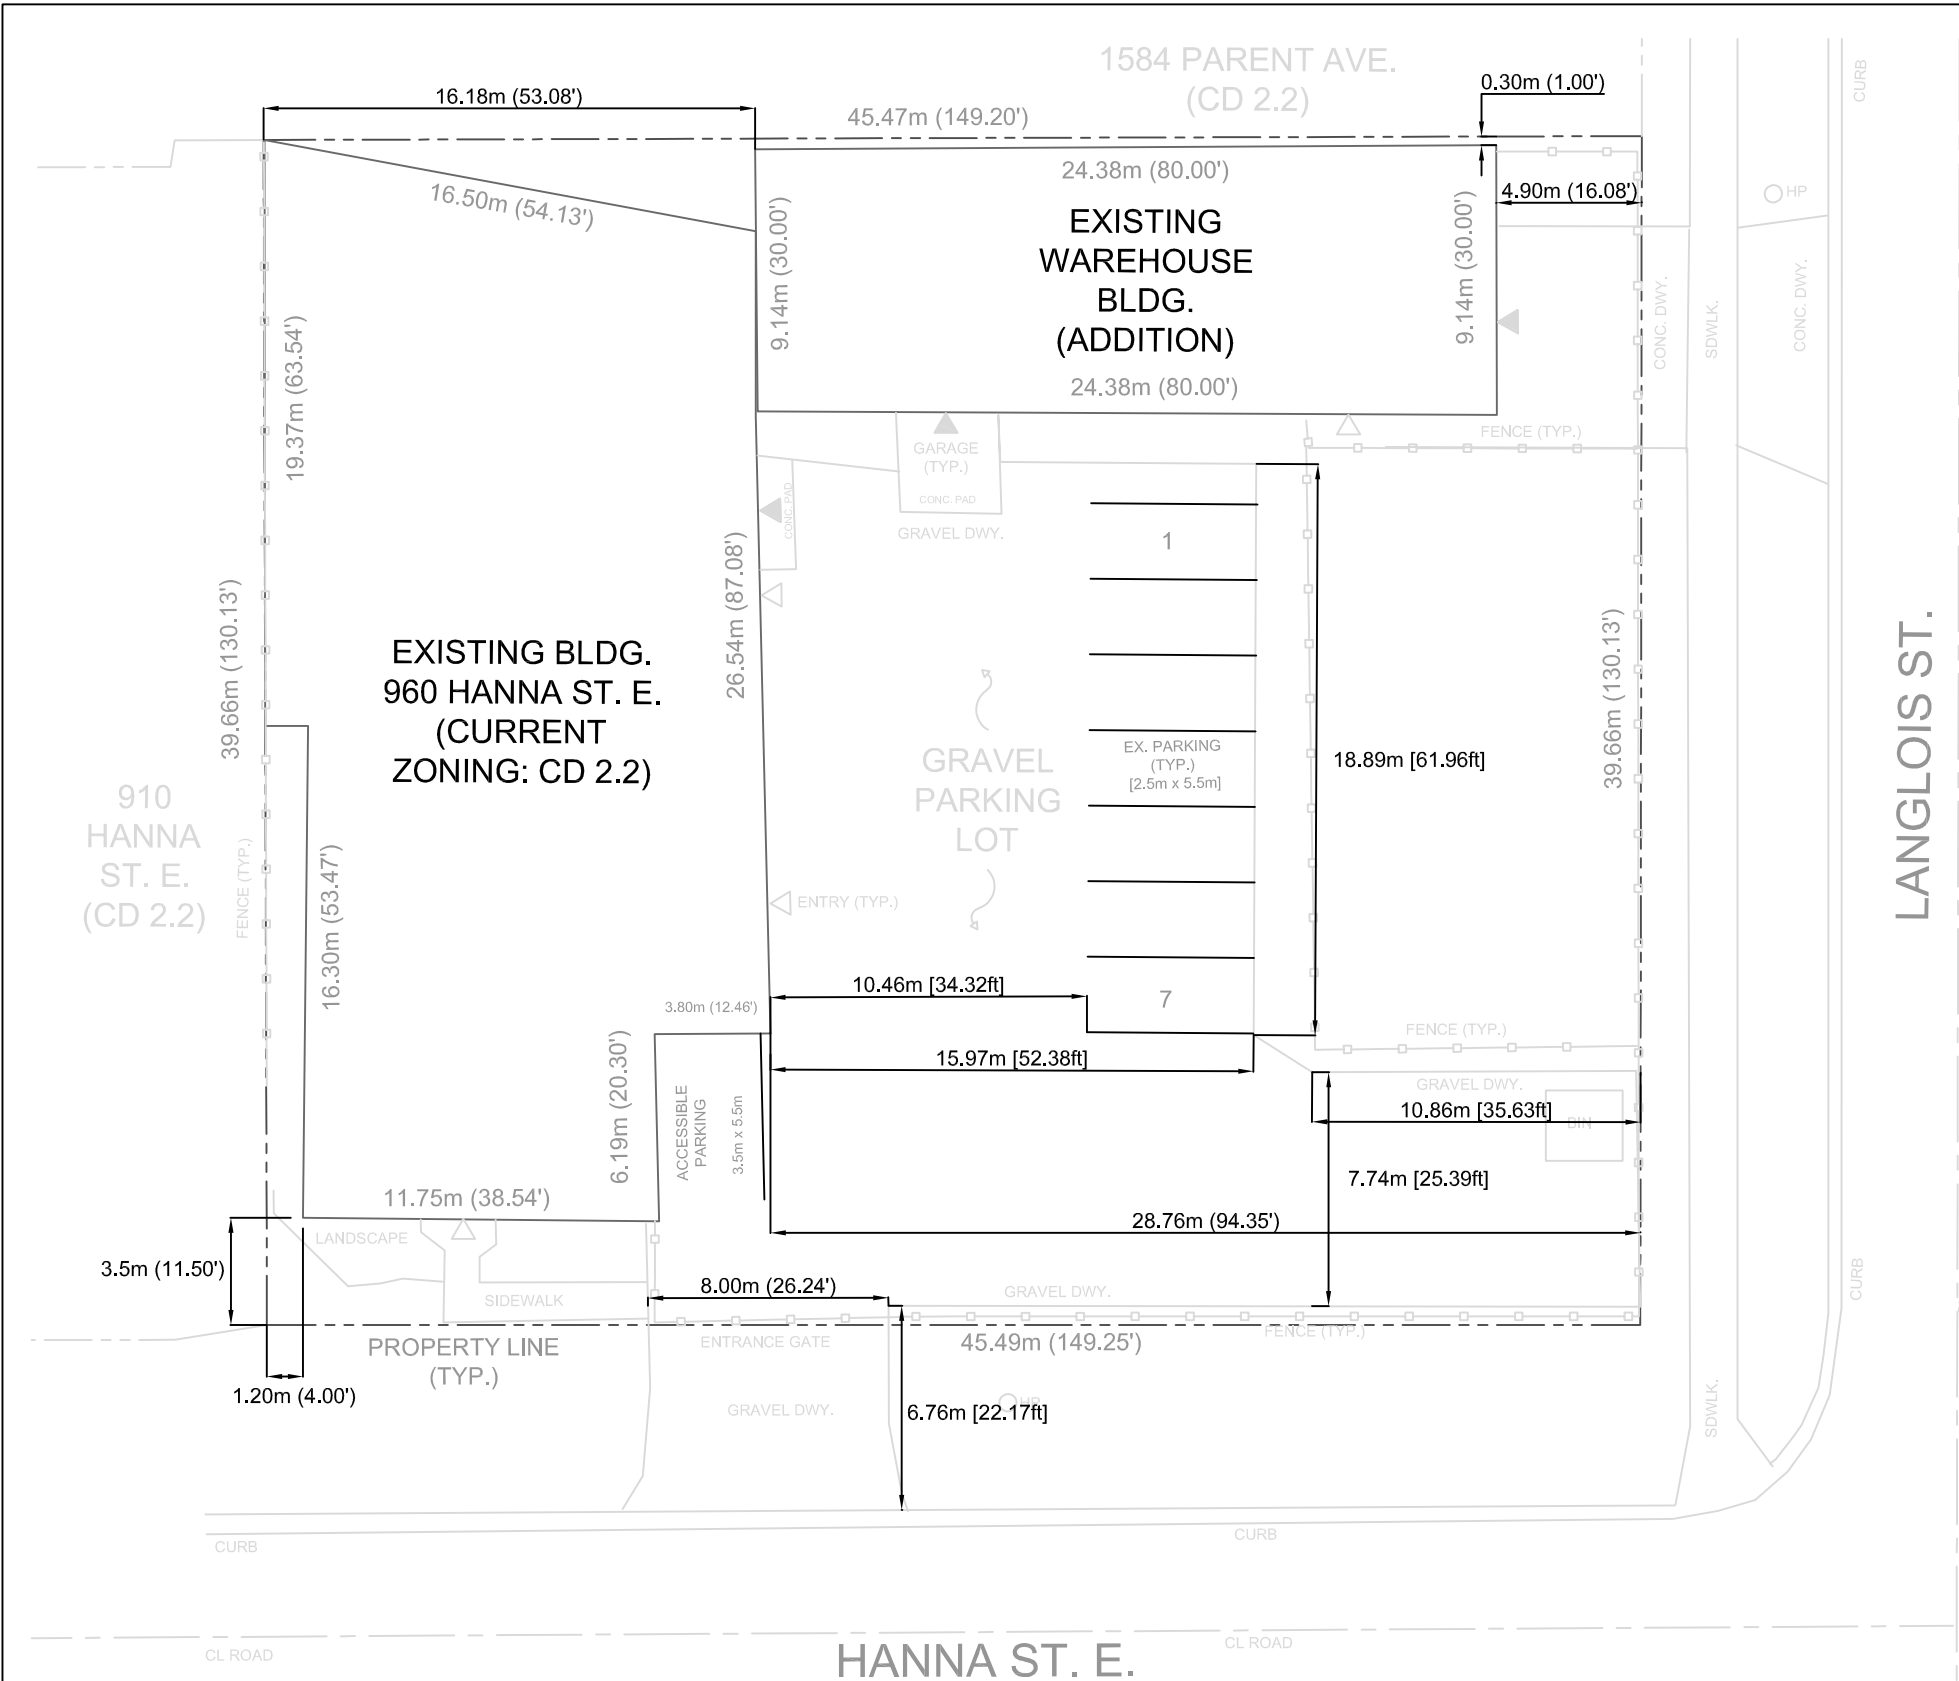 1584 PARENT AVE.
(CD 2.2)
0.30m (1.00')
CURB
16.18m (53.08')
45.47m (149.20')
16.50m (54.13')
24.38m (80.00')
EXISTING
WAREHOUSE
BLDG.
(ADDITION)
24.38m (80.00')
9.14m (30.00')
9.14m (30.00')
4.90m (16.08')
HP
CONC. DWY.
SDWLK.
CONC. DWY.
19.37m (63.54')
GARAGE
(TYP.)
CONC. PAD
CONC. PAD
GRAVEL DWY.
FENCE (TYP.)
1
39.66m (130.13')
26.54m (87.08')
EXISTING BLDG.
960 HANNA ST. E.
(CURRENT
ZONING: CD 2.2)
GRAVEL
PARKING
LOT
EX. PARKING
(TYP.)
[2.5m x 5.5m]
18.89m [61.96ft]
39.66m (130.13')
LANGLOIS ST.
910
HANNA
ST. E.
(CD 2.2)
FENCE (TYP.)
16.30m (53.47')
ENTRY (TYP.)
10.46m [34.32ft]
7
3.80m (12.46')
15.97m [52.38ft]
FENCE (TYP.)
GRAVEL DWY.
10.86m [35.63ft]
BIN
6.19m (20.30')
ACCESSIBLE
PARKING
3.5m x 5.5m
7.74m [25.39ft]
11.75m (38.54')
28.76m (94.35')
LANDSCAPE
3.5m (11.50')
SIDEWALK
8.00m (26.24')
GRAVEL DWY.
CURB
PROPERTY LINE
(TYP.)
ENTRANCE GATE
45.49m (149.25')
FENCE (TYP.)
1.20m (4.00')
GRAVEL DWY.
HP
6.76m [22.17ft]
SDWLK.
CURB
CURB
CL ROAD
HANNA ST. E.
CL ROAD